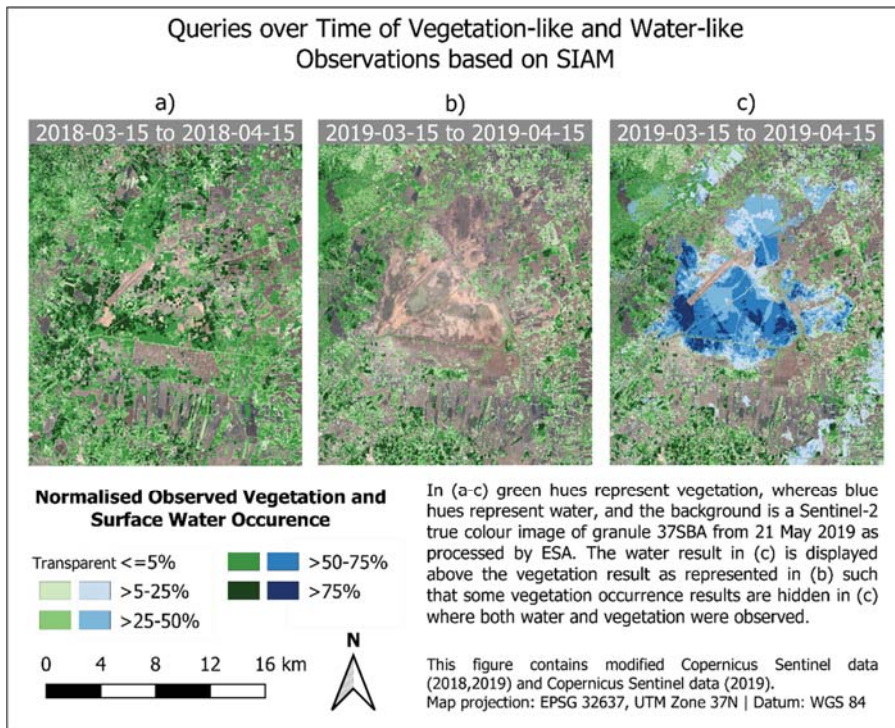 Queries over Time of Vegetation-like and Water-like
Observations based on SIAM
a)
b)
c)
2018-03-15 to 2018-04-15
2019-03-15 to 2019-04-15
2019-03-15 to 2019-04-15
Normalised Observed Vegetation and
Surface Water Occurence
Transparent <=5%
>5-25%
>25-50%
>50-75%
>75%
0 4 8 12 16 km
N
In (a-c) green hues represent vegetation, whereas blue
hues represent water, and the background is a Sentinel-2
true colour image of granule 37SBA from 21 May 2019 as
processed by ESA. The water result in (c) is displayed
above the vegetation result as represented in (b) such
that some vegetation occurrence results are hidden in (c)
where both water and vegetation were observed.
This figure contains modified Copernicus Sentinel data
(2018,2019) and Copernicus Sentinel data (2019).
Map projection: EPSG 32637, UTM Zone 37N | Datum: WGS 84